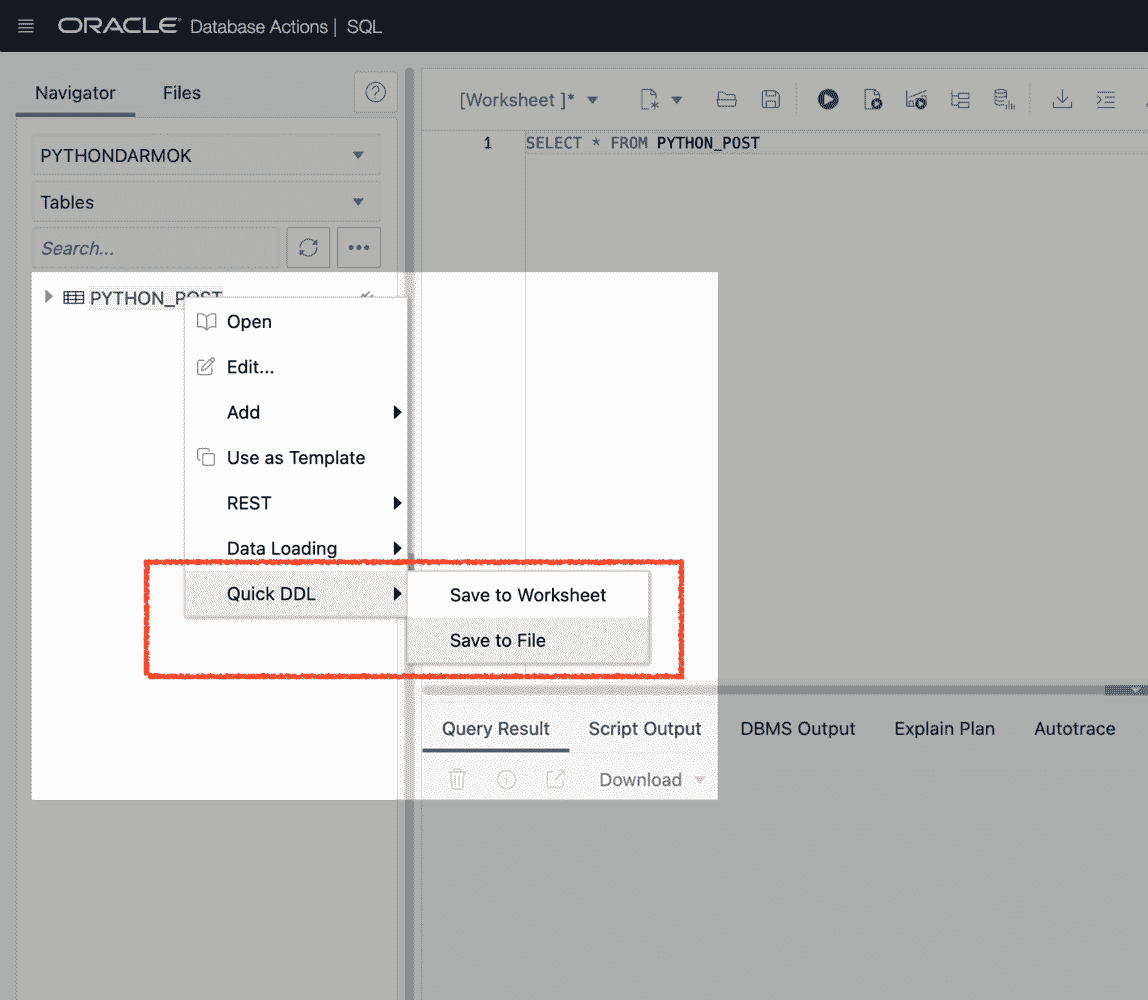 ORACLE Database Actions | SQL
Navigator Files
[Worksheet ]*
PYTHONDARMOK
1 SELECT * FROM PYTHON_POST
Tables
Search...
PYTHON_POST
Open
Edit...
Add
Use as Template
REST
Data Loading
Quick DDL
Save to Worksheet
Save to File
Query Result Script Output DBMS Output Explain Plan Autotrace
Download